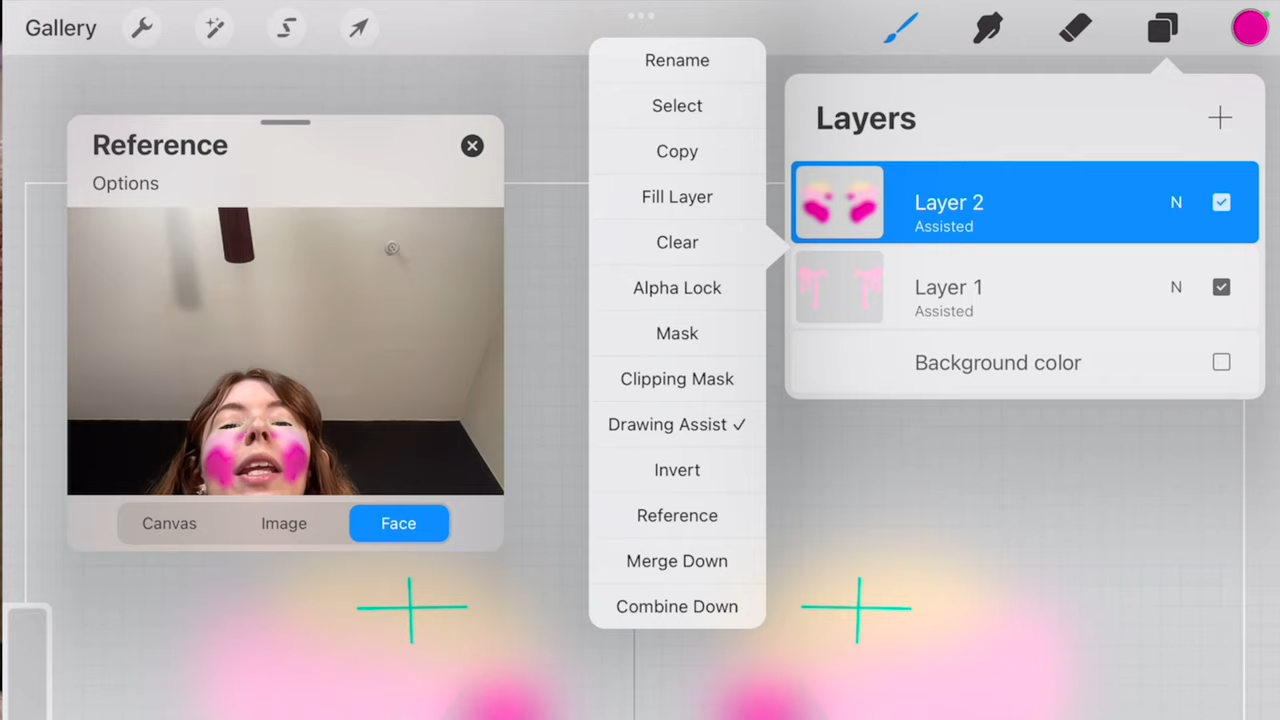 Gallery
Reference
Options
Canvas
Image
Face
Rename
Select
Copy
Fill Layer
Clear
Alpha Lock
Mask
Clipping Mask
Drawing Assist ✓
Invert
Reference
Merge Down
Combine Down
Layers
Layer 2
N
Assisted
Layer 1
N
Assisted
Background color